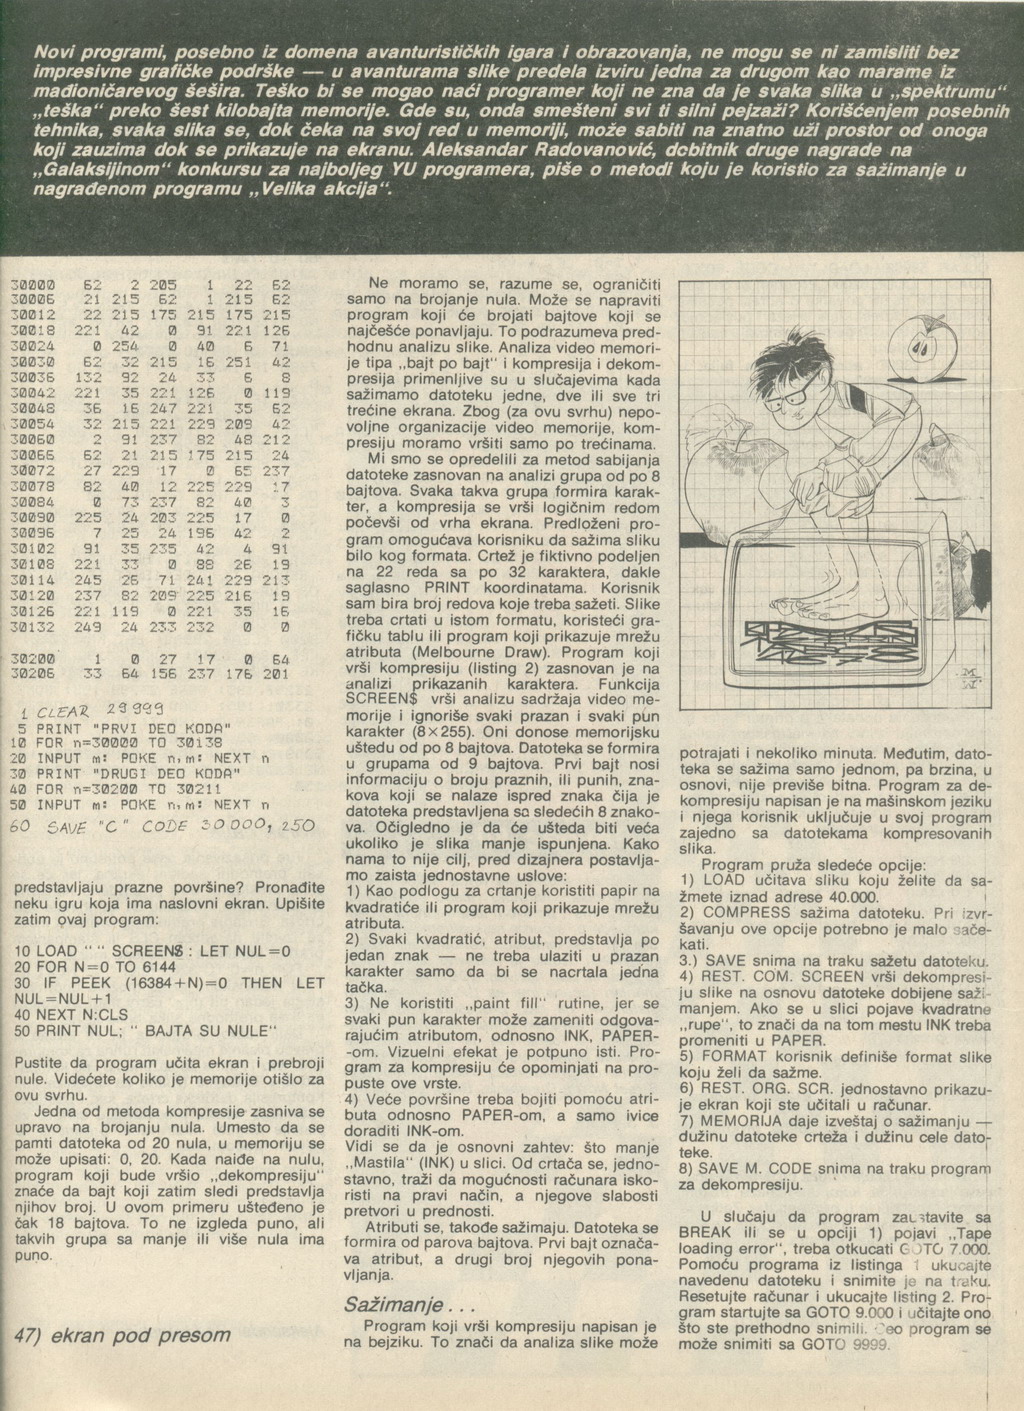 Novi programi, posebno iz domena avanturističkih igara i obrazovanja, ne mogu se ni zamisliti bez
impresivne grafičke podrške — u avanturama slike predela izviru jedna za drugom kao marame iz
mađioničarevog šešira. Teško bi se mogao naći programer koji ne zna da je svaka slika u „spektrumu“
„teška“ preko šest kilobajta memorije. Gde su, onda smešteni svi ti silni pejzaži? Korišćenjem posebnih
tehnika, svaka slika se, dok čeka na svoj red u memoriji, može sabiti na znatno uži prostor od onoga
koji zauzima dok se prikazuje na ekranu. Aleksandar Radovanović, dobitnik druge nagrade na
„Galaksijinom“ konkursu za najboljeg YU programera, piše o metodi koju je koristio za sažimanje u
nagrađenom programu „Velika akcija“.
30000 62 2 205 1 22 62
30006 21 215 62 1 215 62
30012 22 215 175 215 175 215
30018 221 42 0 91 221 126
30024 0 254 0 40 6 71
30030 62 32 215 16 251 42
30036 132 92 24 33 6 8
30042 221 35 221 126 0 119
30048 36 16 247 221 35 62
30054 32 215 221 229 209 42
30060 2 91 237 82 48 212
30066 62 21 215 175 215 24
30072 27 229 17 0 65 237
30078 82 40 12 225 229 17
30084 0 73 237 82 40 3
30090 225 24 203 225 17 0
30096 7 25 24 196 42 2
30102 91 35 235 42 4 91
30108 221 33 0 88 26 19
30114 245 26 71 241 229 213
30120 237 82 209 225 216 19
30126 221 119 0 221 35 16
30132 249 24 233 232 0 0
30200 1 0 27 17 0 64
30206 33 64 156 237 176 201
1 CLEAR 29999
5 PRINT "PRVI DEO KODA"
10 FOR n=30000 TO 30138
20 INPUT m: POKE n,m: NEXT n
30 PRINT "DRUGI DEO KODA"
40 FOR n=30200 TO 30211
50 INPUT m: POKE n,m: NEXT n
60 SAVE "C" CODE 30000, 250
predstavljaju prazne površine? Pronađite
neku igru koja ima naslovni ekran. Upišite
zatim ovaj program:
10 LOAD “ “ SCREEN$ : LET NUL=0
20 FOR N=0 TO 6144
30 IF PEEK (16384+N)=0 THEN LET
NUL=NUL+1
40 NEXT N:CLS
50 PRINT NUL; “ BAJTA SU NULE“
Pustite da program učita ekran i prebroji
nule. Videćete koliko je memorije otišlo za
ovu svrhu.
Jedna od metoda kompresije zasniva se
upravo na brojanju nula. Umesto da se
pamti datoteka od 20 nula, u memoriju se
može upisati: 0, 20. Kada naiđe na nulu,
program koji bude vršio „dekompresiju“
znaće da bajt koji zatim sledi predstavlja
njihov broj. U ovom primeru ušteđeno je
čak 18 bajtova. To ne izgleda puno, ali
takvih grupa sa manje ili više nula ima
puno.
47) ekran pod presom
Ne moramo se, razume se, ograničiti
samo na brojanje nula. Može se napraviti
program koji će brojati bajtove koji se
najčešće ponavljaju. To podrazumeva pred-
hodnu analizu slike. Analiza video memori-
je tipa „bajt po bajt“ i kompresija i dekom-
presija primenljive su u slučajevima kada
sažimamo datoteku jedne, dve ili sve tri
trećine ekrana. Zbog (za ovu svrhu) nepo-
voljne organizacije video memorije, kom-
presiju moramo vršiti samo po trećinama.
Mi smo se opredelili za metod sabijanja
datoteke zasnovan na analizi grupa od po 8
bajtova. Svaka takva grupa formira karak-
ter, a kompresija se vrši logičnim redom
počevši od vrha ekrana. Predloženi pro-
gram omogućava korisniku da sažima sliku
bilo kog formata. Crtež je fiktivno podeljen
na 22 reda sa po 32 karaktera, dakle
saglasno PRINT koordinatama. Korisnik
sam bira broj redova koje treba sažeti. Slike
treba crtati u istom formatu, koristeći gra-
fičku tablu ili program koji prikazuje mrežu
atributa (Melbourne Draw). Program koji
vrši kompresiju (listing 2) zasnovan je na
analizi prikazanih karaktera. Funkcija
SCREEN$ vrši analizu sadržaja video me-
morije i ignoriše svaki prazan i svaki pun
karakter (8×255). Oni donose memorijsku
uštedu od po 8 bajtova. Datoteka se formira
u grupama od 9 bajtova. Prvi bajt nosi
informaciju o broju praznih, ili punih, zna-
kova koji se nalaze ispred znaka čija je
datoteka predstavljena sa sledećih 8 znako-
va. Očigledno je da će ušteda biti veća
ukoliko je slika manje ispunjena. Kako
nama to nije cilj, pred dizajnera postavlja-
mo zaista jednostavne uslove:
1) Kao podlogu za crtanje koristiti papir na
kvadratiće ili program koji prikazuje mrežu
atributa.
2) Svaki kvadratić, atribut, predstavlja po
jedan znak — ne treba ulaziti u prazan
karakter samo da bi se nacrtala jedna
tačka.
3) Ne koristiti „paint fill“ rutine, jer se
svaki pun karakter može zameniti odgova-
rajućim atributom, odnosno INK, PAPER-
-om. Vizuelni efekat je potpuno isti. Pro-
gram za kompresiju će opominjati na pro-
puste ove vrste.
4) Veće površine treba bojiti pomoću atri-
buta odnosno PAPER-om, a samo ivice
doraditi INK-om.
Vidi se da je osnovni zahtev: što manje
„Mastila“ (INK) u slici. Od crtača se, jedno-
stavno, traži da mogućnosti računara isko-
risti na pravi način, a njegove slabosti
pretvori u prednosti.
Atributi se, takođe sažimaju. Datoteka se
formira od parova bajtova. Prvi bajt označa-
va atribut, a drugi broj njegovih pona-
vljanja.
Sažimanje...
Program koji vrši kompresiju napisan je
na bejziku. To znači da analiza slike može
potrajati i nekoliko minuta. Međutim, dato-
teka se sažima samo jednom, pa brzina, u
osnovi, nije previše bitna. Program za de-
kompresiju napisan je na mašinskom jeziku
i njega korisnik uključuje u svoj program
zajedno sa datotekama kompresovanih
slika.
Program pruža sledeće opcije:
1) LOAD učitava sliku koju želite da sa-
žmete iznad adrese 40.000.
2) COMPRESS sažima datoteku. Pri izvr-
šavanju ove opcije potrebno je malo sače-
kati.
3.) SAVE snima na traku sažetu datoteku.
4) REST. COM. SCREEN vrši dekompresi-
ju slike na osnovu datoteke dobijene saži-
manjem. Ako se u slici pojave kvadratne
„rupe“, to znači da na tom mestu INK treba
promeniti u PAPER.
5) FORMAT korisnik definiše format slike
koju želi da sažme.
6) REST. ORG. SCR. jednostavno prikazu-
je ekran koji ste učitali u računar.
7) MEMORIJA daje izveštaj o sažimanju —
dužinu datoteke crteža i dužinu cele dato-
teke.
8) SAVE M. CODE snima na traku program
za dekompresiju.
U slučaju da program zaustavite sa
BREAK ili se u opciji 1) pojavi „Tape
loading error“, treba otkucati GOTO 7.000.
Pomoću programa iz listinga 1 ukucajte
navedenu datoteku i snimite je na traku.
Resetujte računar i ukucajte listing 2. Pro-
gram startujte sa GOTO 9.000 i učitajte ono
što ste prethodno snimili. Ceo program se
može snimiti sa GOTO 9999.